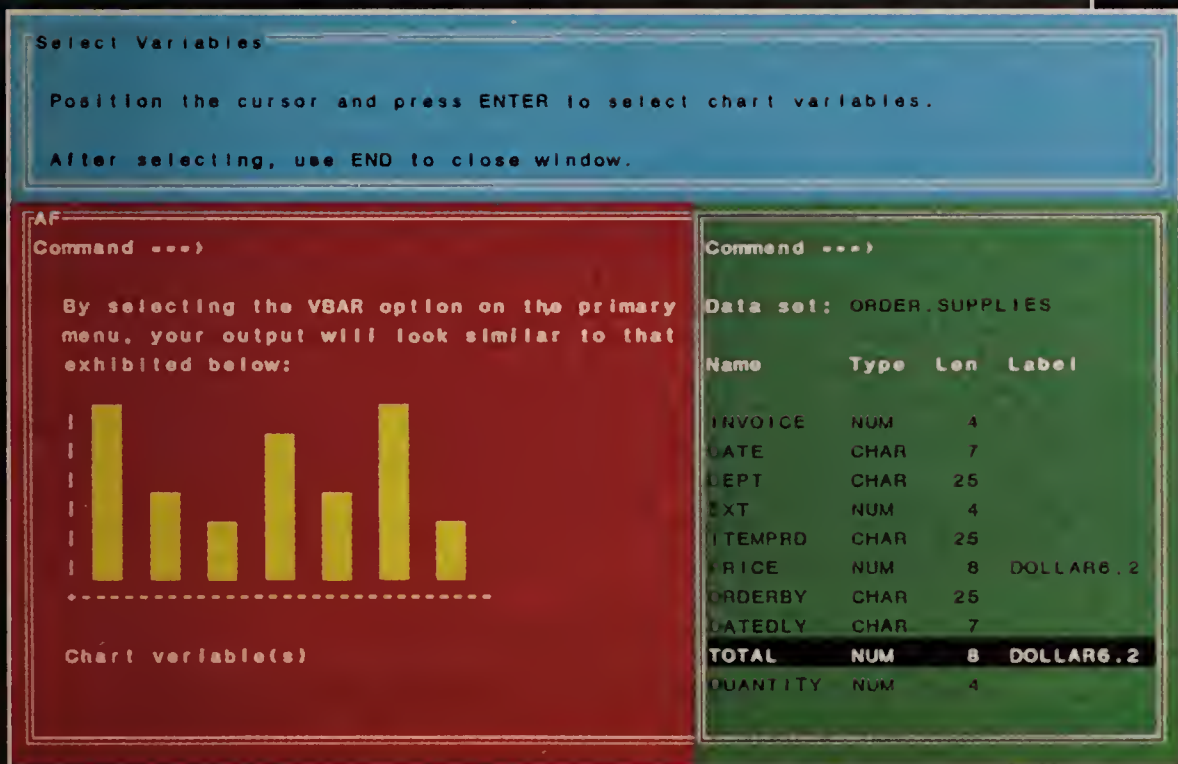 Select Variables
Position the cursor and press ENTER to select chart variables.
After selecting, use END to close window.
AF
Command ===>
By selecting the VBAR option on the primary
menu, your output will look similar to that
exhibited below:
Chart variable(s)
Command ===>
Data set: ORDER.SUPPLIES
Name Type Len Label
INVOICE NUM 4
DATE CHAR 7
DEPT CHAR 25
EXT NUM 4
ITEMPRD CHAR 25
PRICE NUM 8 DOLLAR6.2
ORDERBY CHAR 25
DATEDLY CHAR 7
TOTAL NUM 8 DOLLAR6.2
QUANTITY NUM 4